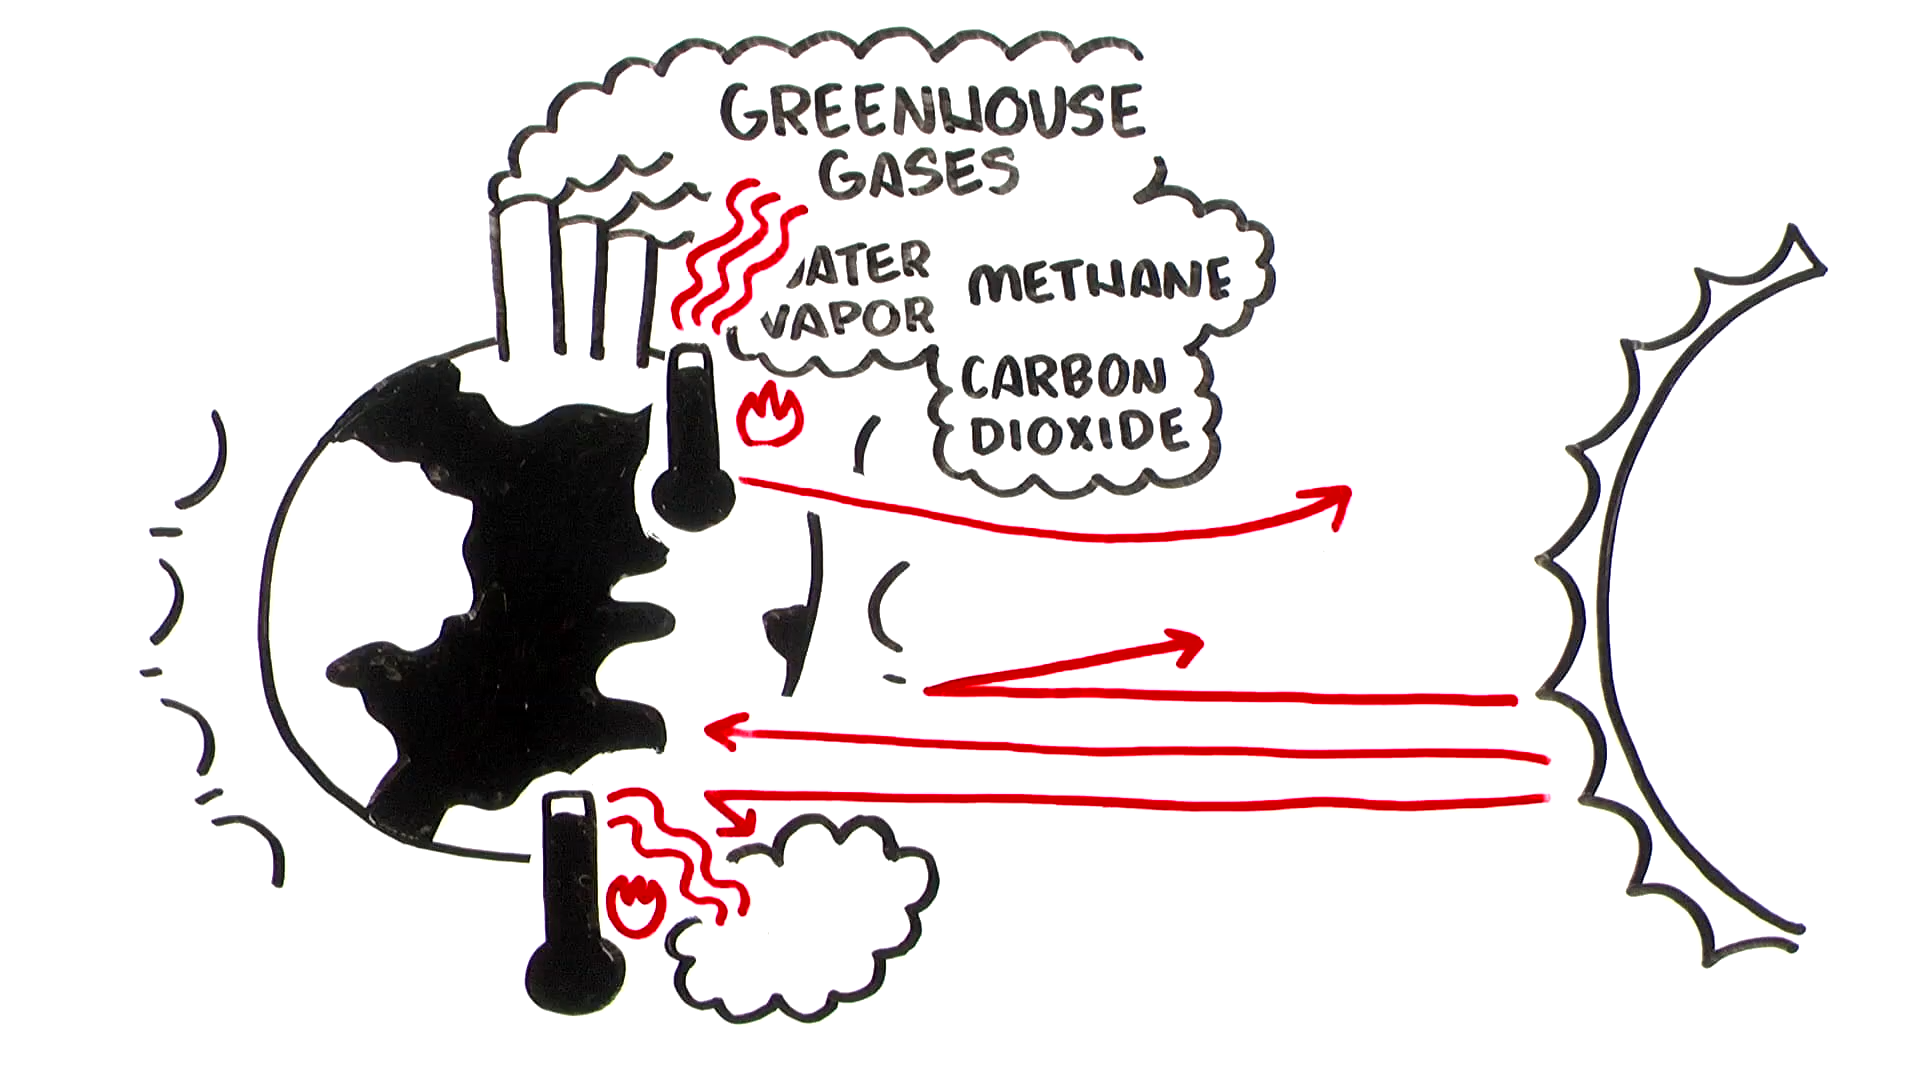 GREENHOUSE
GASES
WATER
VAPOR
METHANE
CARBON
DIOXIDE